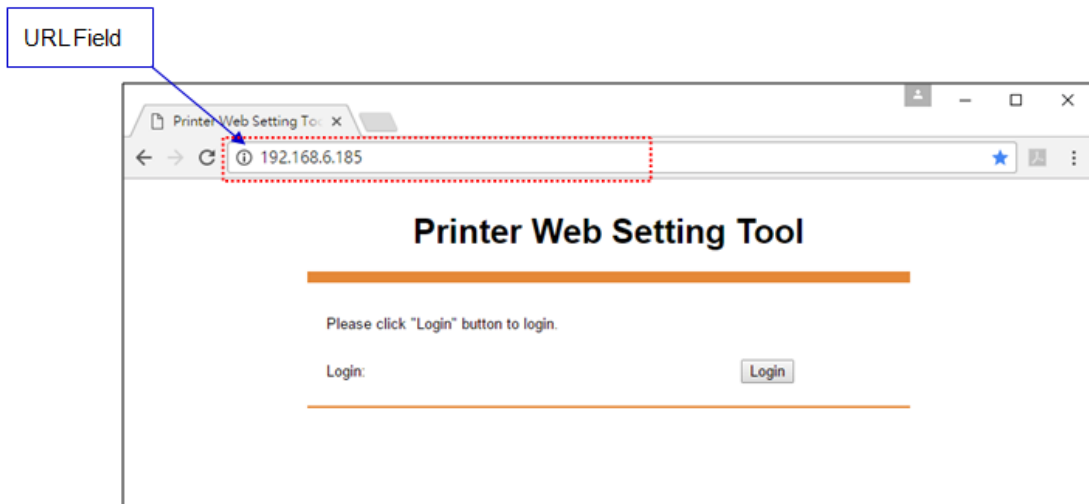 URL Field
Printer Web Setting Too
192.168.6.185
Printer Web Setting Tool
Please click "Login" button to login.
Login:
Login